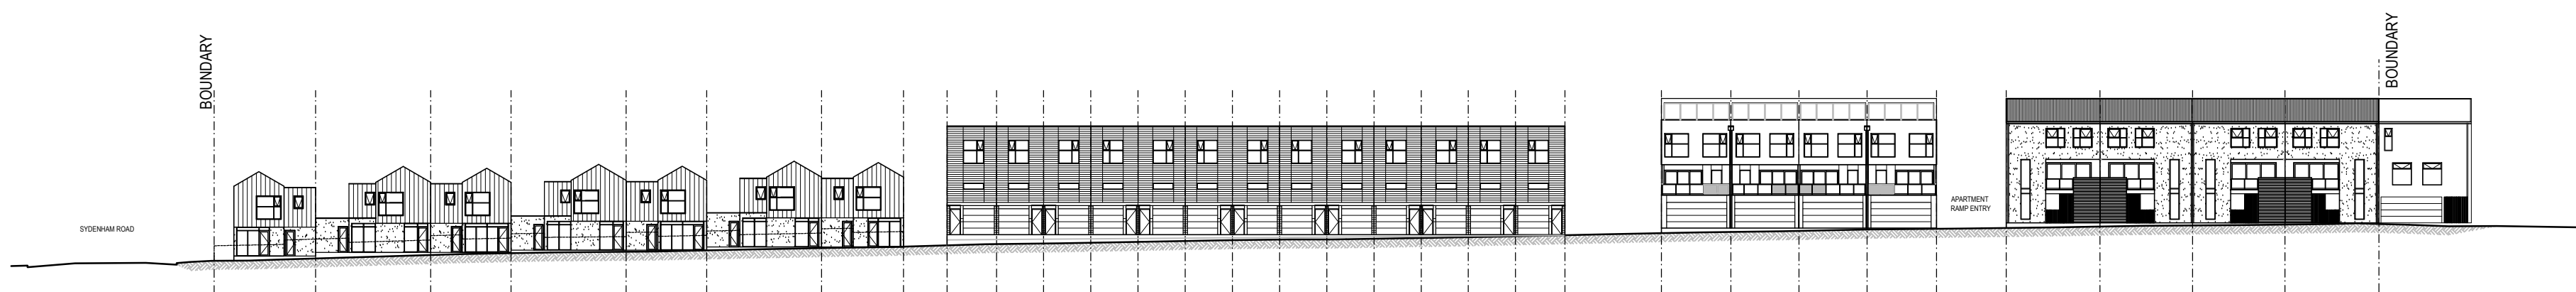 BOUNDARY
SYDENHAM ROAD
APARTMENT
RAMP ENTRY
BOUNDARY